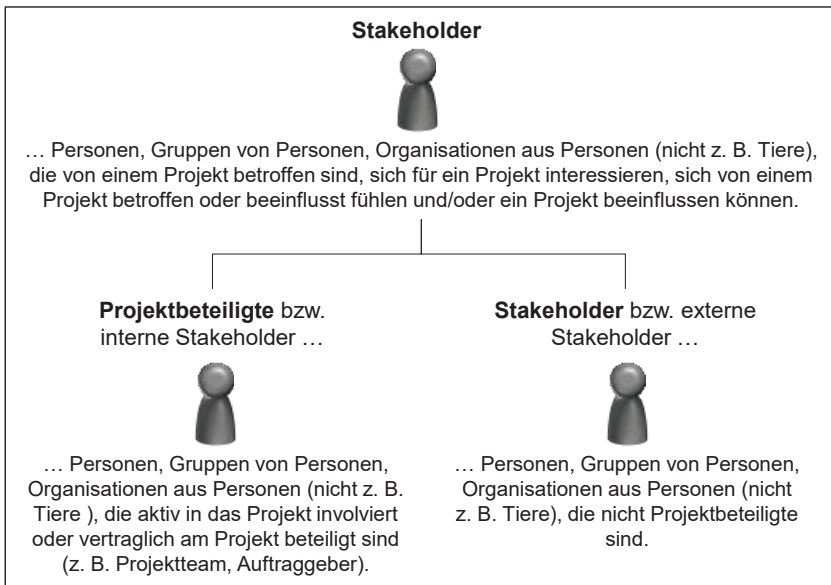 Stakeholder
… Personen, Gruppen von Personen, Organisationen aus Personen (nicht z. B. Tiere),
die von einem Projekt betroffen sind, sich für ein Projekt interessieren, sich von einem
Projekt betroffen oder beeinflusst fühlen und/oder ein Projekt beeinflussen können.
Projektbeteiligte bzw.
interne Stakeholder …
… Personen, Gruppen von Personen,
Organisationen aus Personen (nicht z. B.
Tiere ), die aktiv in das Projekt involviert
oder vertraglich am Projekt beteiligt sind
(z. B. Projektteam, Auftraggeber).
Stakeholder bzw. externe
Stakeholder …
… Personen, Gruppen von Personen,
Organisationen aus Personen (nicht
z. B. Tiere), die nicht Projektbeteiligte
sind.